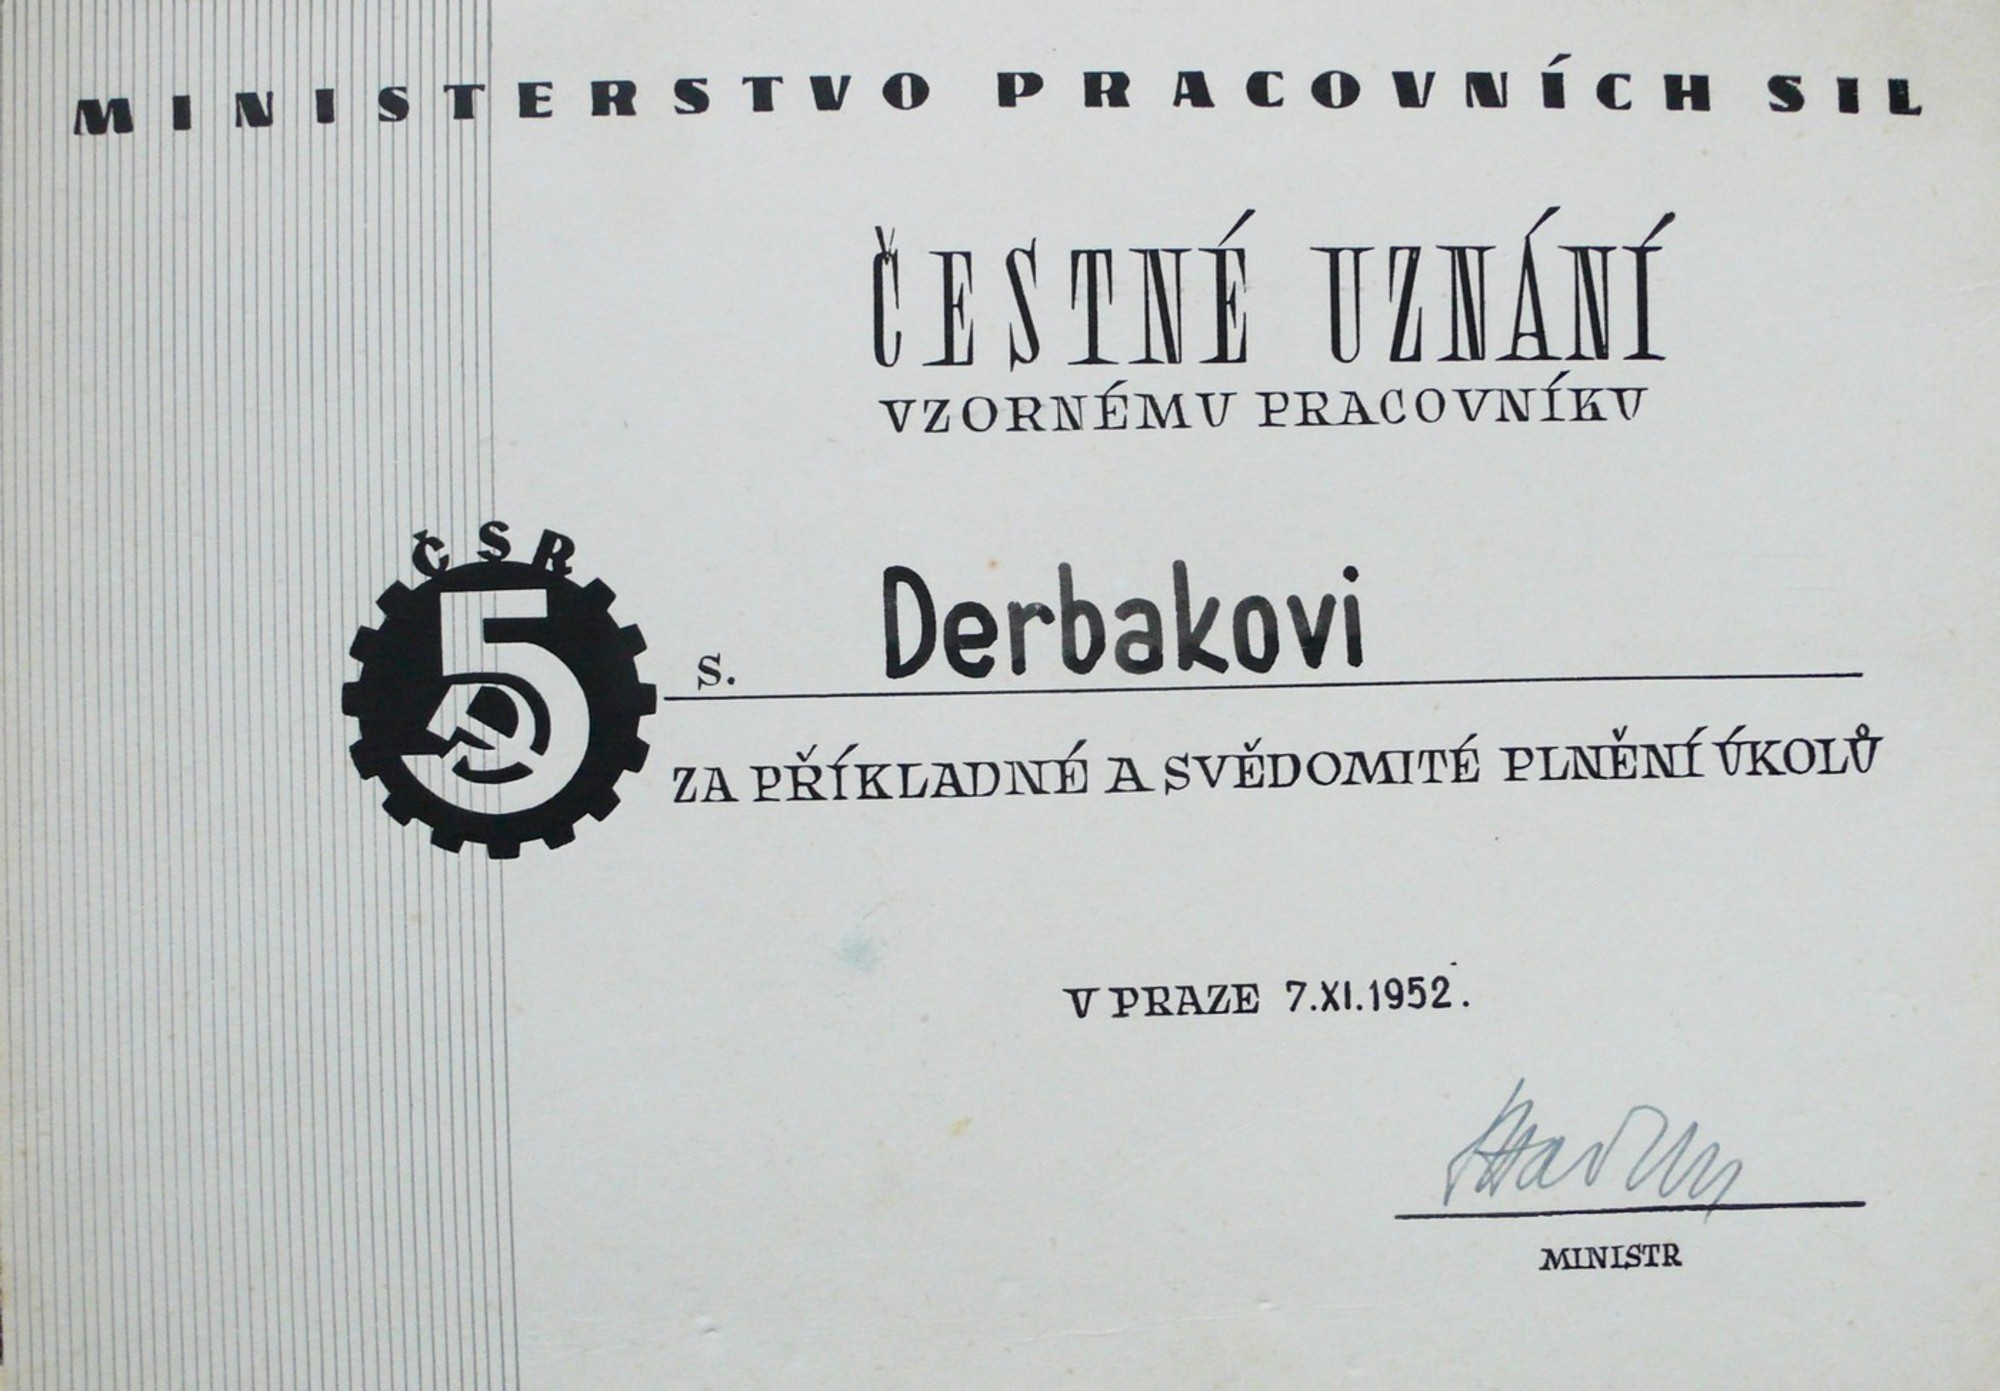 MINISTERSTVO PRACOVNÍCH SIL
ČESTNÉ UZNÁNÍ
VZORNÉMU PRACOVNÍKU
ČSR
5
s. Derbakovi
ZA PŘÍKLADNÉ A SVĚDOMITÉ PLNĚNÍ ÚKOLŮ
V PRAZE 7.XI.1952.
MINISTR